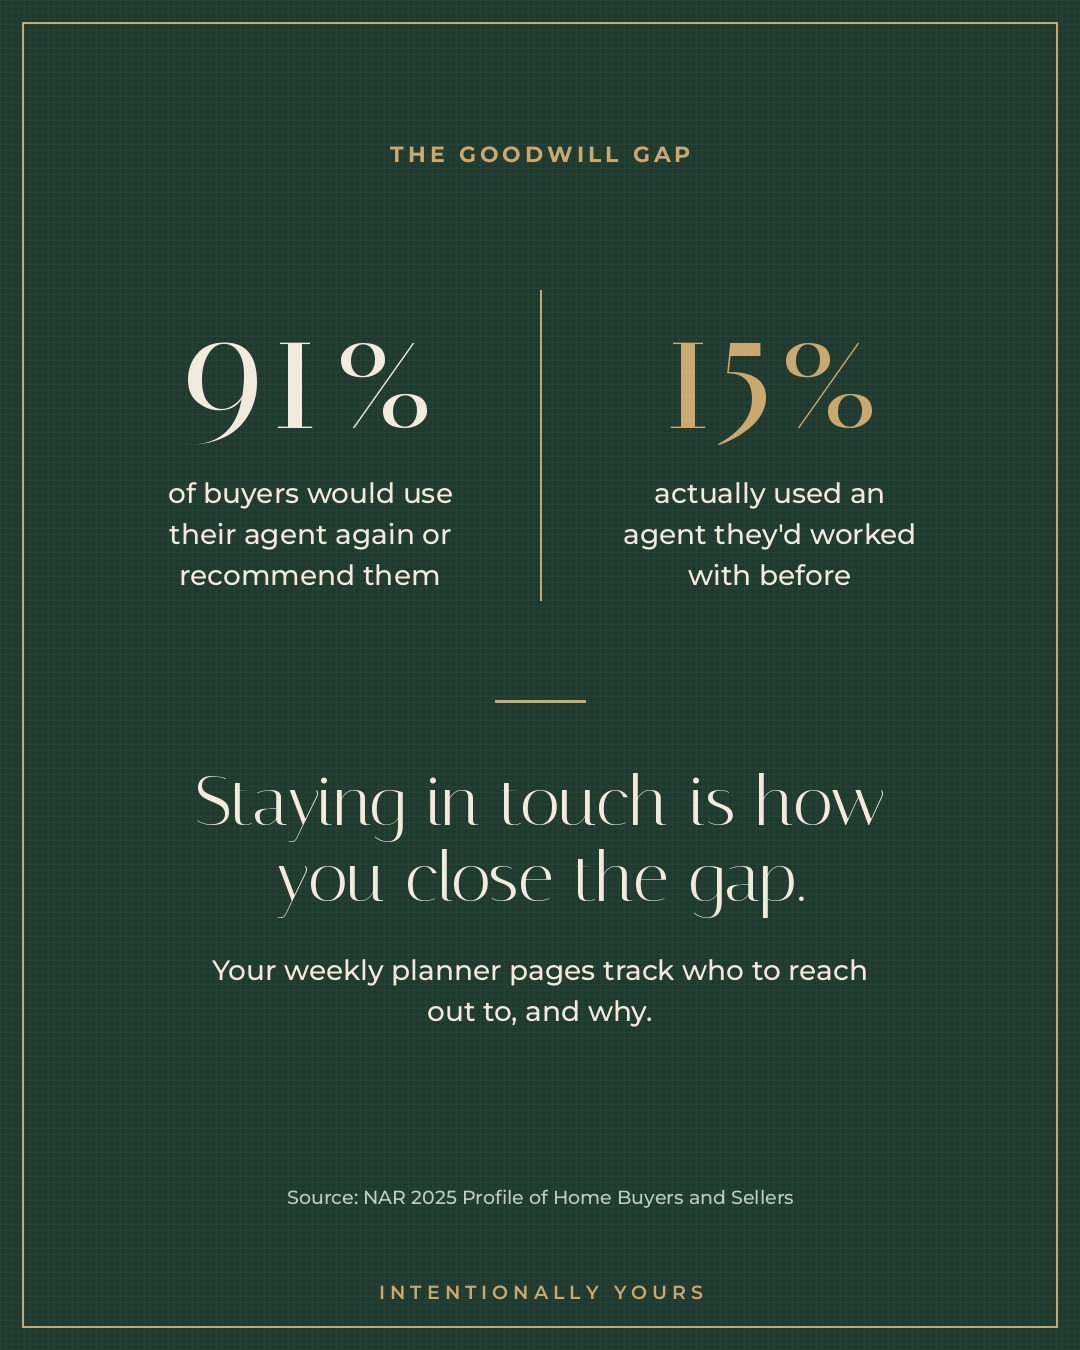 THE GOODWILL GAP
91%
of buyers would use
their agent again or
recommend them
15%
actually used an
agent they'd worked
with before
Staying in touch is how
you close the gap.
Your weekly planner pages track who to reach
out to, and why.
Source: NAR 2025 Profile of Home Buyers and Sellers
INTENTIONALLY YOURS